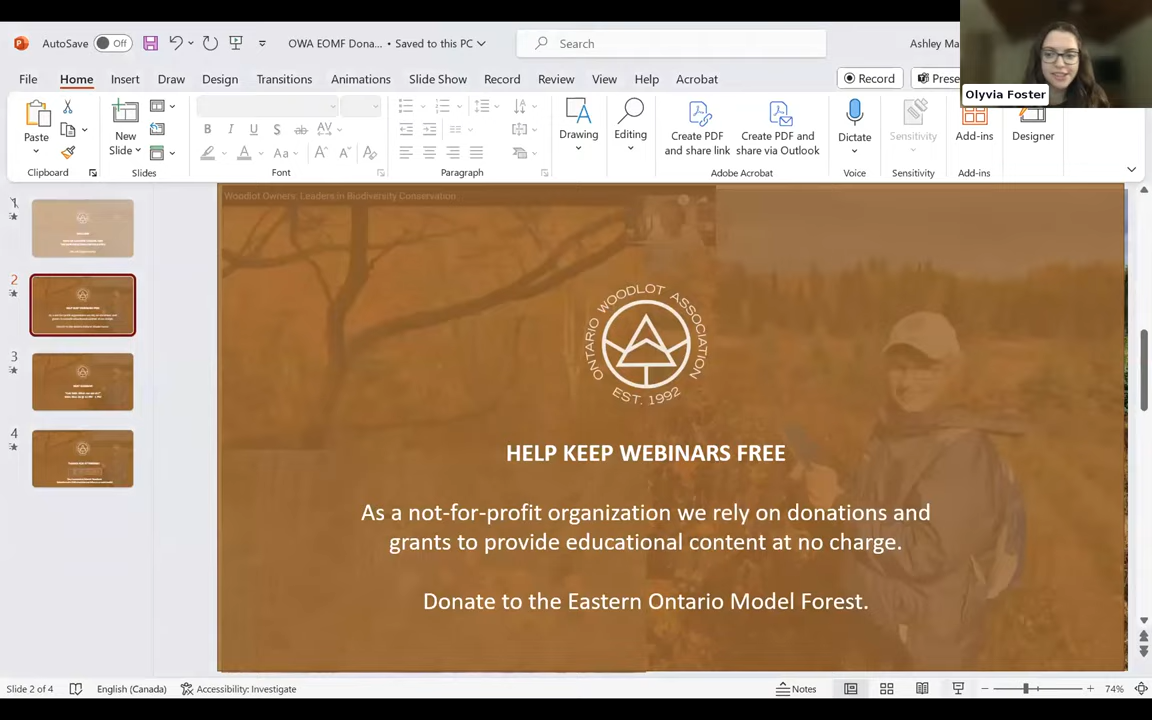 AutoSave
Off
OWA EOMF Dona... • Saved to this PC
Search
Ashley Ma
Olyvia Foster
File
Home
Insert
Draw
Design
Transitions
Animations
Slide Show
Record
Review
View
Help
Acrobat
Record
Prese
Paste
New
Slide
Drawing
Editing
Create PDF
and share link
Create PDF and
share via Outlook
Dictate
Sensitivity
Add-ins
Designer
Clipboard
Slides
Font
Paragraph
Adobe Acrobat
Voice
Sensitivity
Add-ins
1
2
3
4
Woodlot Owners: Leaders in Biodiversity Conservation
ONTARIO WOODLOT ASSOCIATION
EST. 1992
HELP KEEP WEBINARS FREE
As a not-for-profit organization we rely on donations and
grants to provide educational content at no charge.
Donate to the Eastern Ontario Model Forest.
Slide 2 of 4
English (Canada)
Accessibility: Investigate
Notes
74%